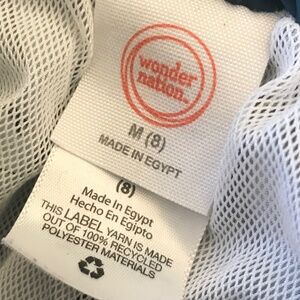 wonder
nation™
M (8)
MADE IN EGYPT
(8)
Made In Egypt
Hecho En Egipto
THIS LABEL YARN IS MADE
OUT OF 100% RECYCLED
POLYESTER MATERIALS